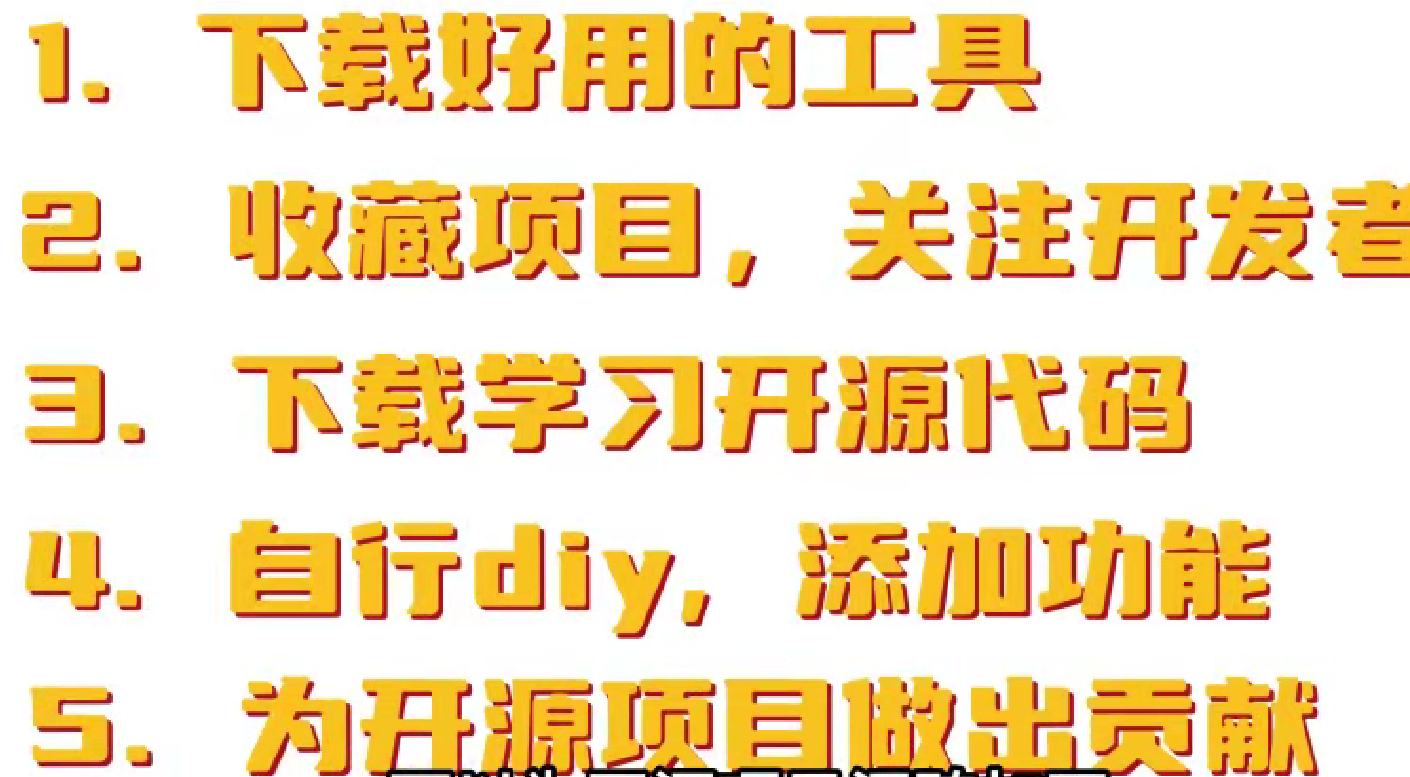 1. 下载好用的工具
2. 收藏项目，关注开发者
3. 下载学习开源代码
4. 自行diy，添加功能
5. 为开源项目做出贡献